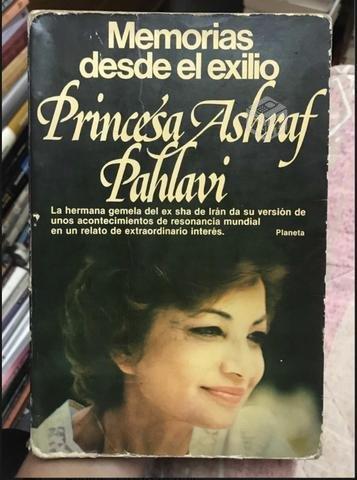 Memorias
desde el exilio
Princesa Ashraf
Pahlavi
La hermana gemela del ex sha de Irán da su versión de
unos acontecimientos de resonancia mundial
en un relato de extraordinario interés. Planeta